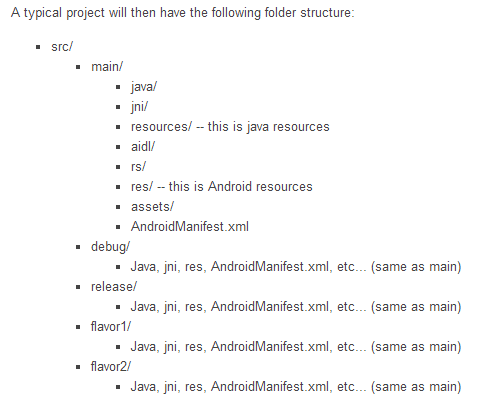 A typical project will then have the following folder structure:
src/
main/
java/
jni/
resources/ -- this is java resources
aidl/
rs/
res/ -- this is Android resources
assets/
AndroidManifest.xml
debug/
Java, jni, res, AndroidManifest.xml, etc... (same as main)
release/
Java, jni, res, AndroidManifest.xml, etc... (same as main)
flavor1/
Java, jni, res, AndroidManifest.xml, etc... (same as main)
flavor2/
Java, jni, res, AndroidManifest.xml, etc... (same as main)